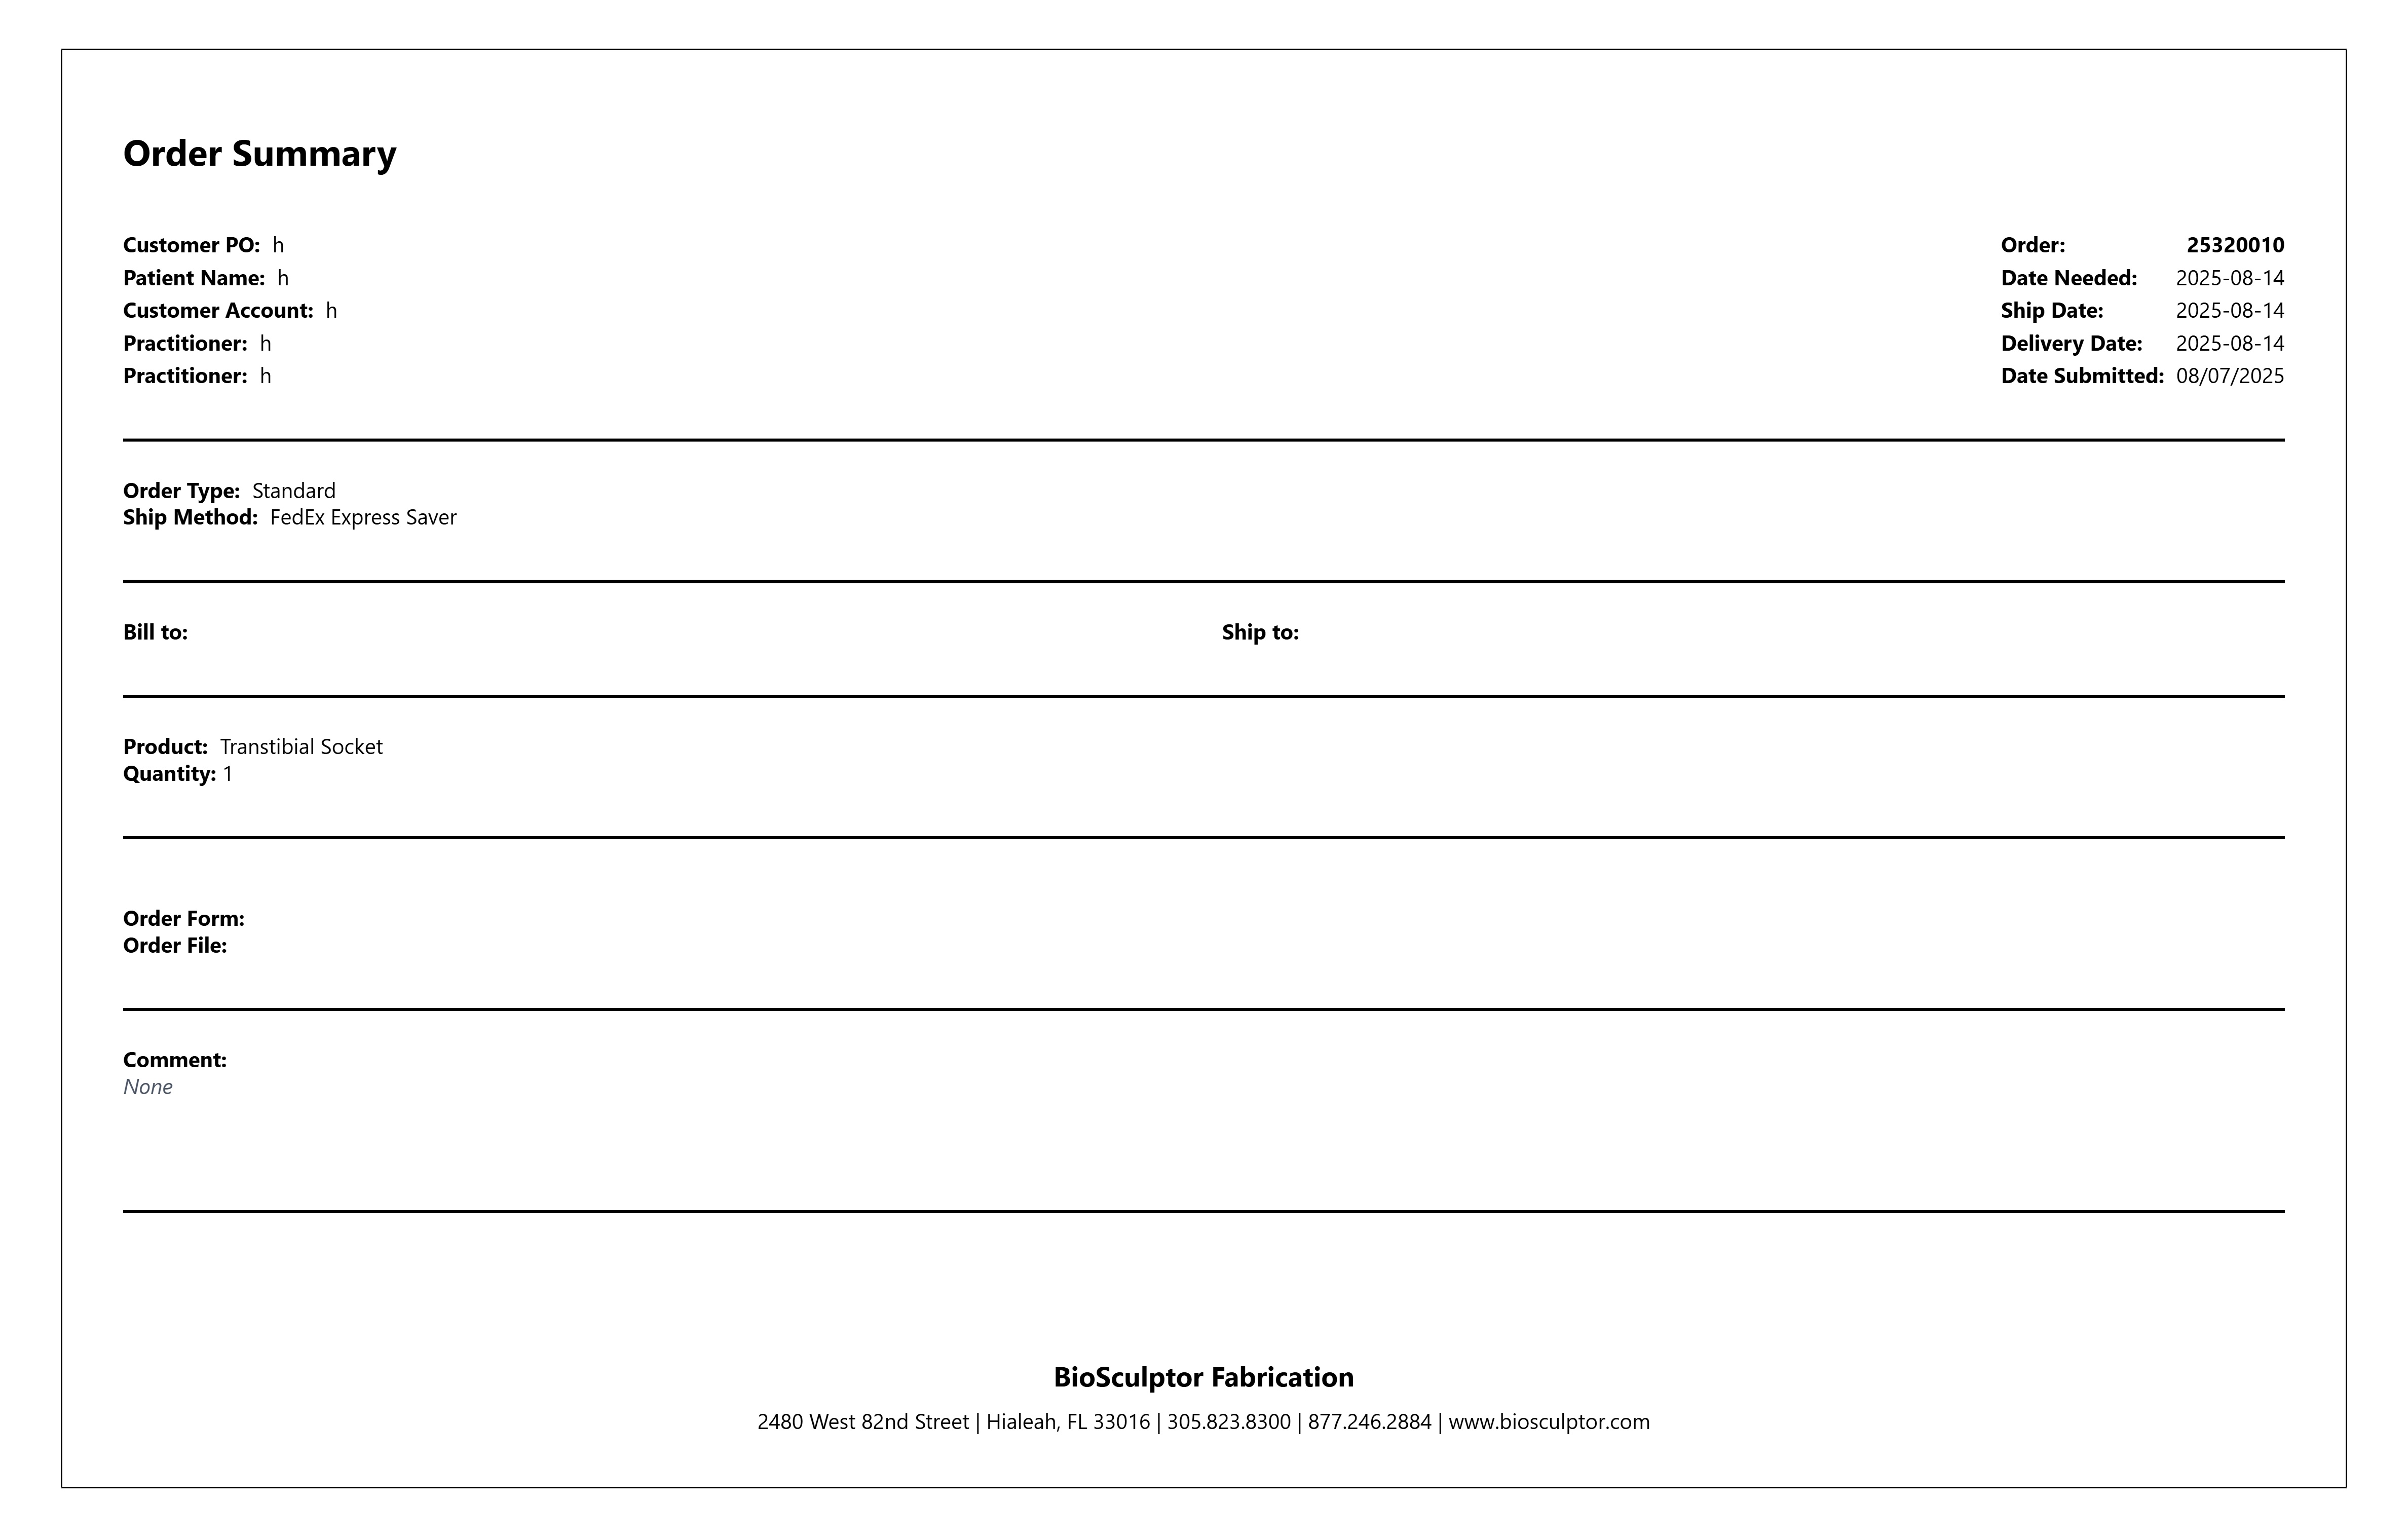 Order Summary
Customer PO: h
Patient Name: h
Customer Account: h
Practitioner: h
Practitioner: h
Order: 25320010
Date Needed: 2025-08-14
Ship Date: 2025-08-14
Delivery Date: 2025-08-14
Date Submitted: 08/07/2025
Order Type: Standard
Ship Method: FedEx Express Saver
Bill to:
Ship to:
Product: Transtibial Socket
Quantity: 1
Order Form:
Order File:
Comment:
None
BioSculptor Fabrication
2480 West 82nd Street | Hialeah, FL 33016 | 305.823.8300 | 877.246.2884 | www.biosculptor.com